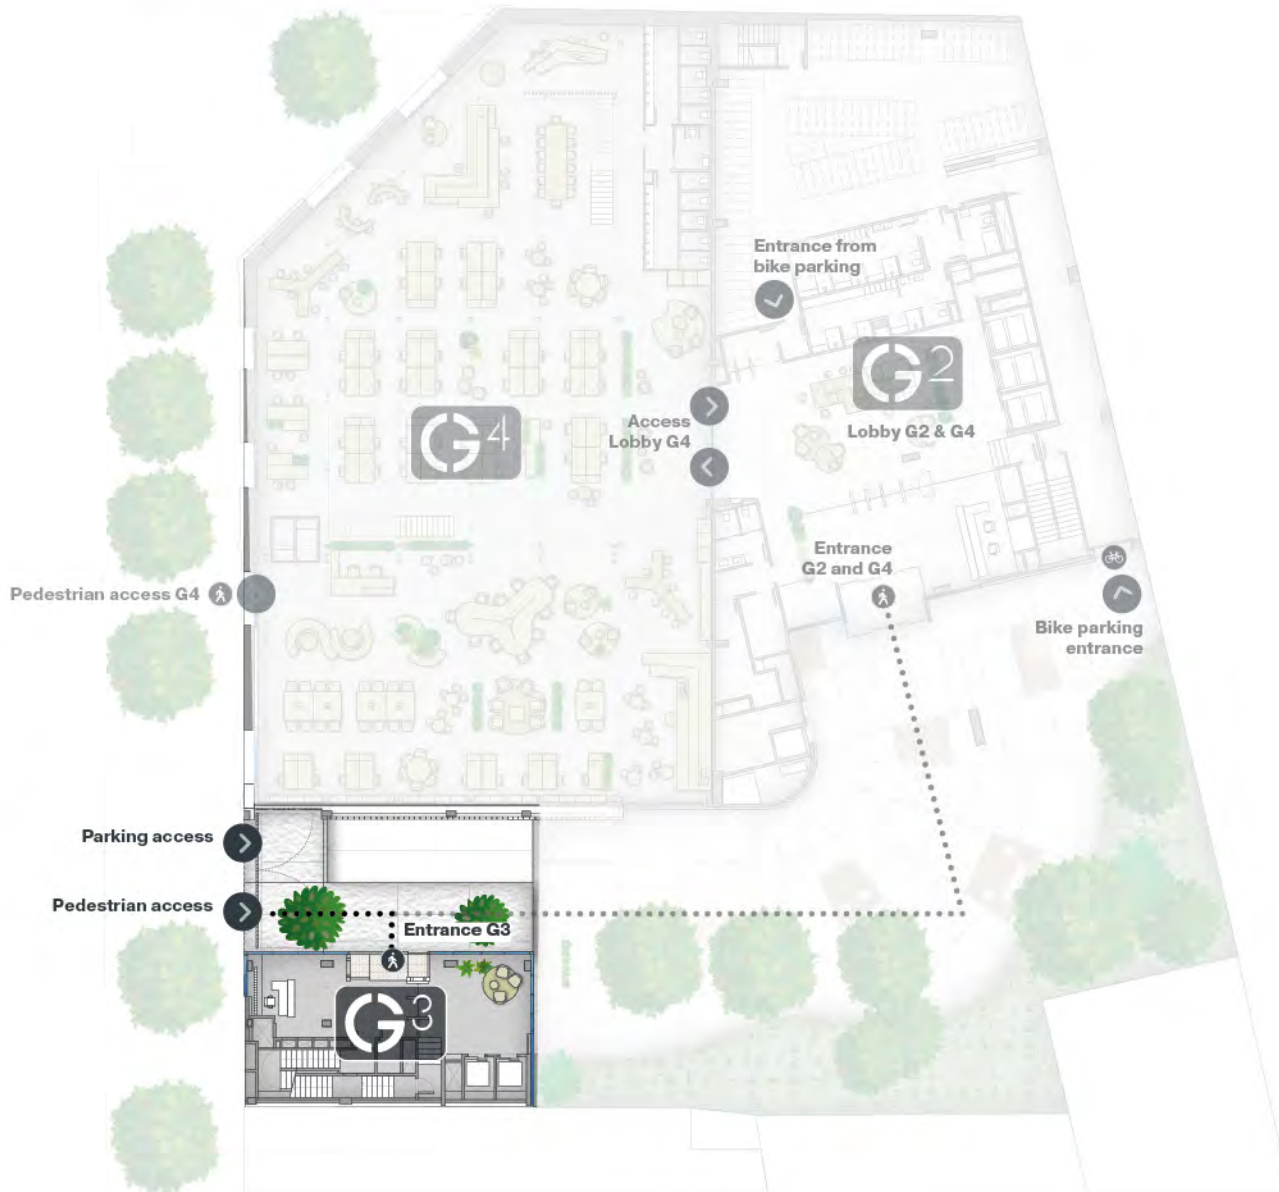 Entrance from
bike parking
G2
G4
Access
Lobby G4
Lobby G2 & G4
Entrance
G2 and G4
Pedestrian access G4
Bike parking
entrance
Parking access
Pedestrian access
Entrance G3
G3